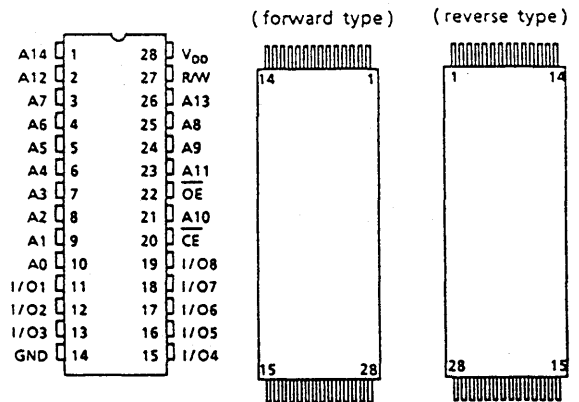 (forward type) (reverse type)
A14 1 28 VDD
A12 2 27 R/W
A7 3 26 A13
A6 4 25 A8
A5 5 24 A9
A4 6 23 A11
A3 7 22 OE
A2 8 21 A10
A1 9 20 CE
A0 10 19 I/O8
I/O1 11 18 I/O7
I/O2 12 17 I/O6
I/O3 13 16 I/O5
GND 14 15 I/O4
14 1
15 28
1 14
28 15